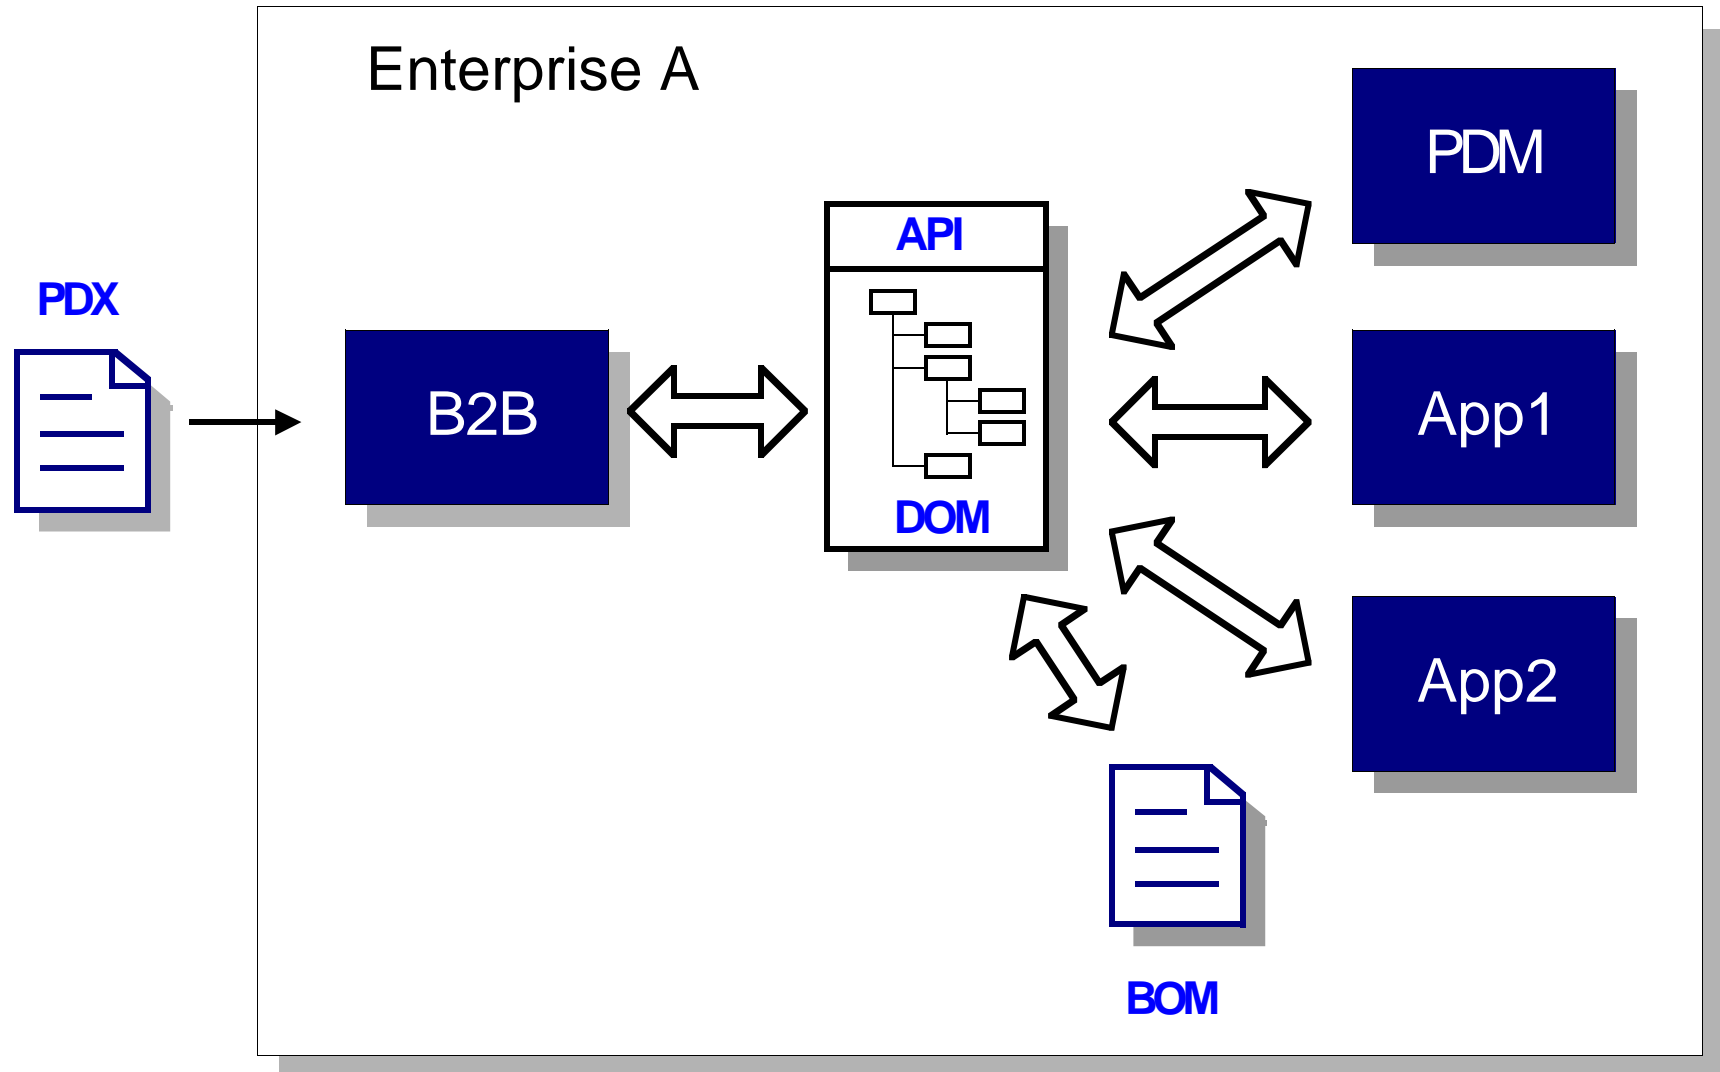 Enterprise A
PDM
API
PDX
B2B
App1
DOM
App2
BOM